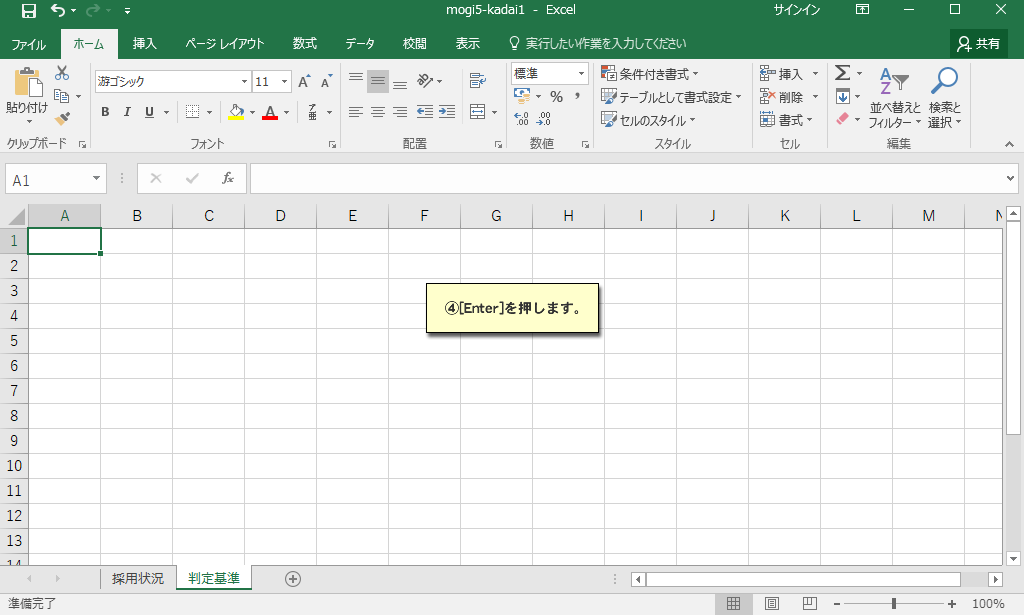 mogi5-kadai1 - Excel
サインイン
ファイル ホーム 挿入 ページ レイアウト 数式 データ 校閲 表示 実行したい作業を入力してください 共有
貼り付け
クリップボード
游ゴシック 11 A A
B I U A 亜
フォント
配置
標準
% ,
←.0 .00 .00 →.0
数値
条件付き書式
テーブルとして書式設定
セルのスタイル
スタイル
挿入
削除
書式
セル
Σ
並べ替えと
フィルター
検索と
選択
編集
A1 fx
A B C D E F G H I J K L M N
1
2
3
④[Enter]を押します。
4
5
6
7
8
9
10
11
12
13
14
採用状況 判定基準
準備完了 100%